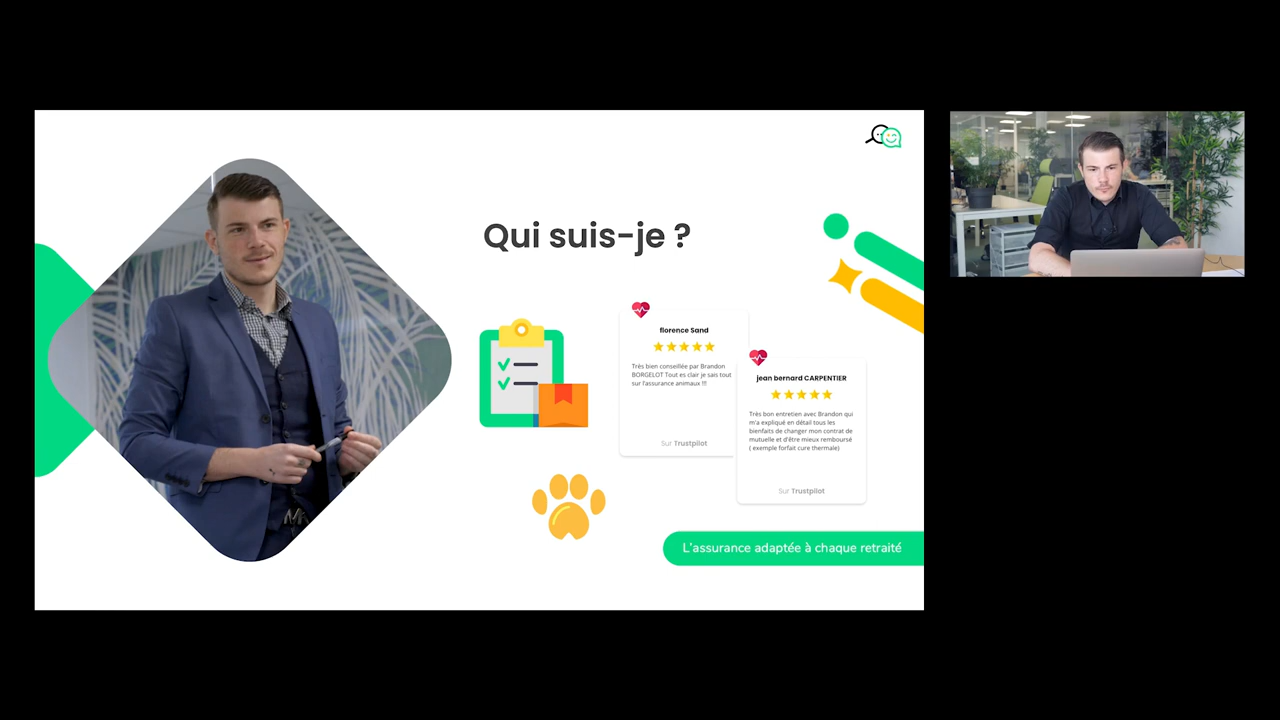 Qui suis-je ?
florence Sand
Très bien conseillée par Brandon
BORGELOT Tout es clair je sais tout
sur l'assurance animaux !!!
Sur Trustpilot
jean bernard CARPENTIER
Très bon entretien avec Brandon qui
m'a expliqué en détail tous les
bienfaits de changer mon contrat de
mutuelle et d'être mieux remboursé
( exemple forfait cure thermale)
Sur Trustpilot
L'assurance adaptée à chaque retraité